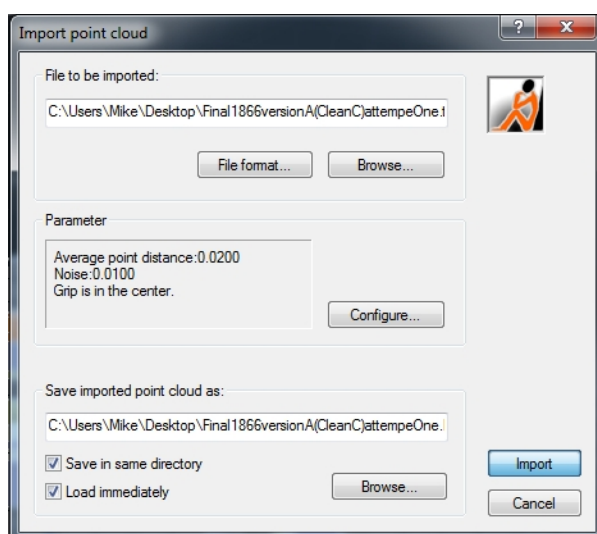 Import point cloud
?
X
File to be imported:
C:\Users\Mike\Desktop\Final1866versionA(CleanC)attempeOne.t
File format...
Browse...
Parameter
Average point distance:0.0200
Noise:0.0100
Grip is in the center.
Configure...
Save imported point cloud as:
C:\Users\Mike\Desktop\Final1866versionA(CleanC)attempeOne.
Save in same directory
Load immediately
Browse...
Import
Cancel